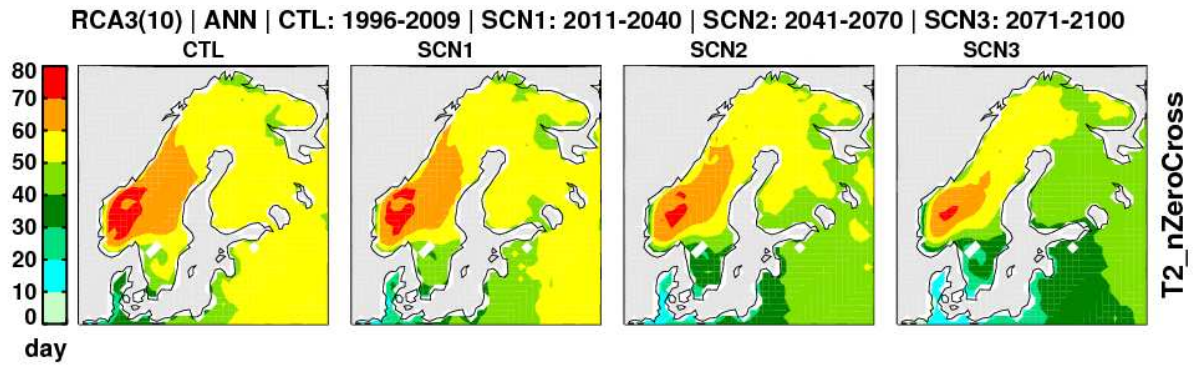 RCA3(10) | ANN | CTL: 1996-2009 | SCN1: 2011-2040 | SCN2: 2041-2070 | SCN3: 2071-2100
CTL SCN1 SCN2 SCN3
80
70
60
50
40
30
20
10
0
day
T2_nZeroCross